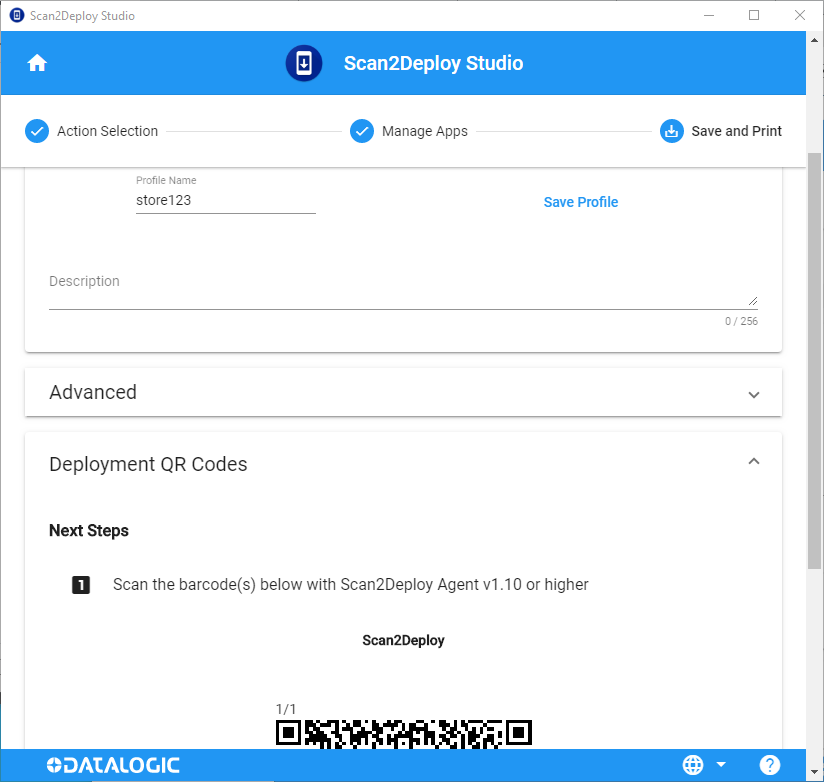 Scan2Deploy Studio
Scan2Deploy Studio
Action Selection
Manage Apps
Save and Print
Profile Name
store123
Save Profile
Description
0 / 256
Advanced
Deployment QR Codes
Next Steps
1 Scan the barcode(s) below with Scan2Deploy Agent v1.10 or higher
Scan2Deploy
1/1
DATALOGIC
?